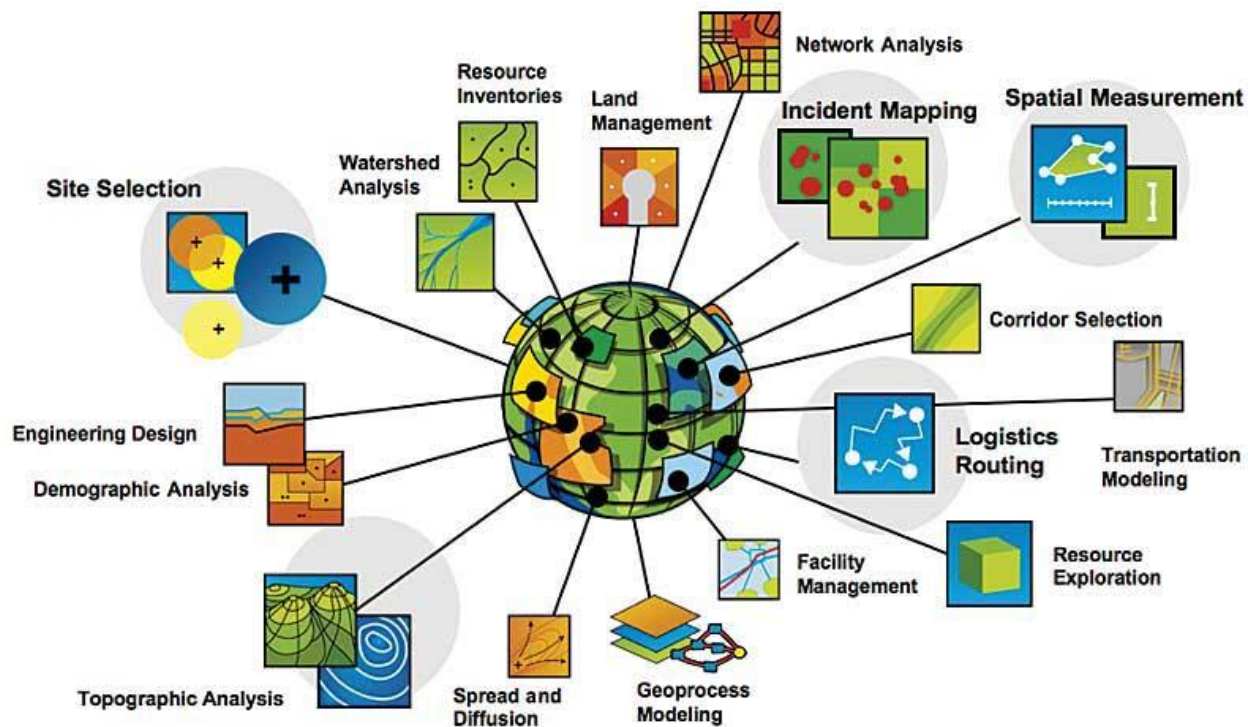 Network Analysis
Resource
Inventories
Land
Management
Incident Mapping
Spatial Measurement
Watershed
Analysis
Site Selection
Corridor Selection
Engineering Design
Logistics
Routing
Transportation
Modeling
Demographic Analysis
Facility
Management
Resource
Exploration
Topographic Analysis
Spread and
Diffusion
Geoprocess
Modeling